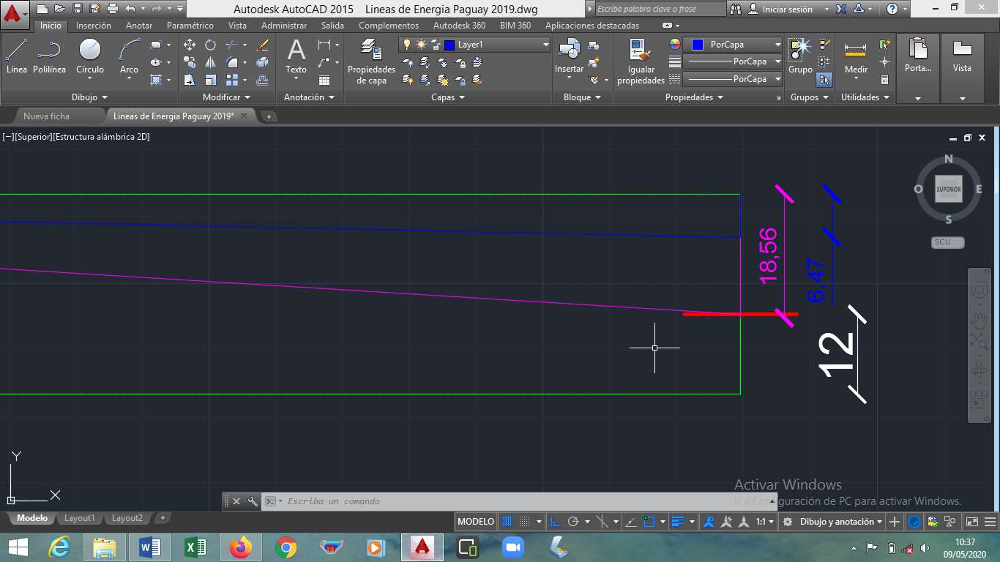 Autodesk AutoCAD 2015    Lineas de Energia Paguay 2019.dwg
Escriba palabra clave o frase
Iniciar sesión
Inicio Inserción Anotar Paramétrico Vista Administrar Salida Complementos Autodesk 360 BIM 360 Aplicaciones destacadas
Línea Polilínea Círculo Arco
Texto
Propiedades de capa
Layer1
Insertar
Igualar propiedades
PorCapa
PorCapa
PorCapa
Grupo
Medir
Porta...
Vista
Dibujo Modificar Anotación Capas Bloque Propiedades Grupos Utilidades
Nueva ficha Lineas de Energia Paguay 2019*
[−][Superior][Estructura alámbrica 2D]
N
O SUPERIOR E
S
SCU
18,56
6,47
12
Y
X
Activar Windows
Ir a Configuración de PC para activar Windows.
Escriba un comando
Modelo Layout1 Layout2
MODELO 1:1 Dibujo y anotación
10:37
09/05/2020